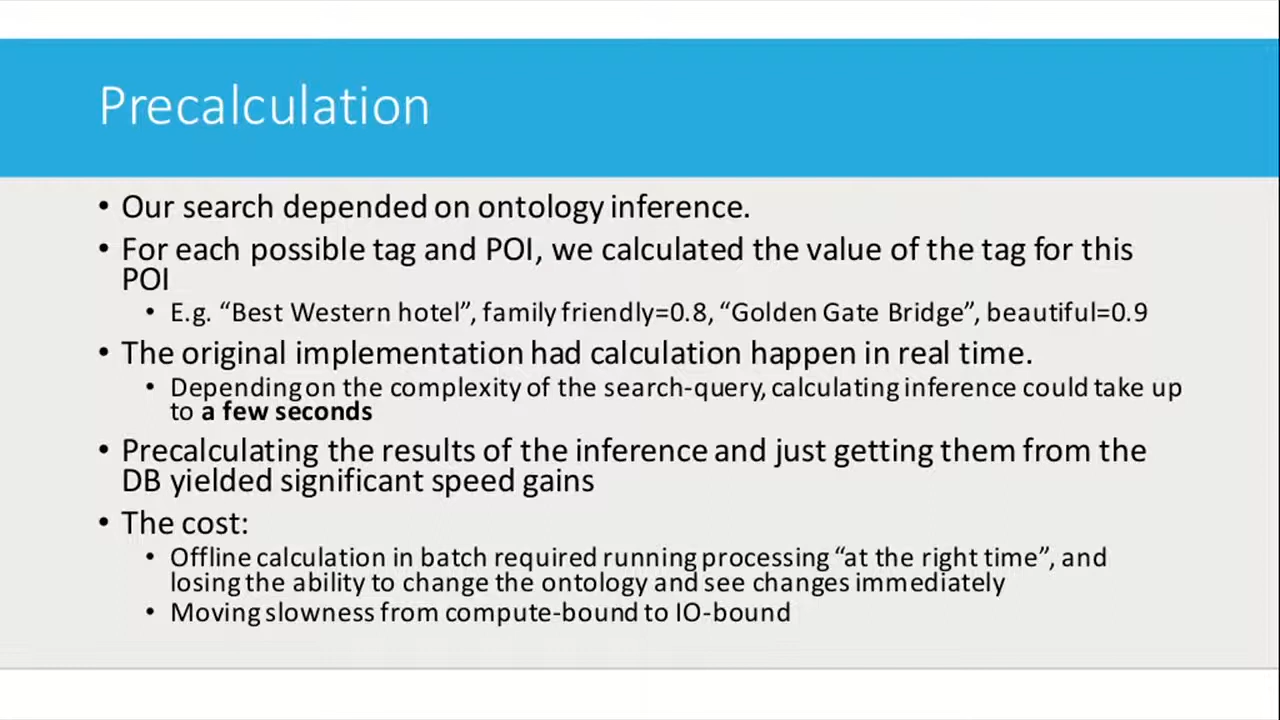 Precalculation
• Our search depended on ontology inference.
• For each possible tag and POI, we calculated the value of the tag for this
POI
• E.g. “Best Western hotel”, family friendly=0.8, “Golden Gate Bridge”, beautiful=0.9
• The original implementation had calculation happen in real time.
• Depending on the complexity of the search-query, calculating inference could take up
to a few seconds
• Precalculating the results of the inference and just getting them from the
DB yielded significant speed gains
• The cost:
• Offline calculation in batch required running processing “at the right time”, and
losing the ability to change the ontology and see changes immediately
• Moving slowness from compute-bound to IO-bound